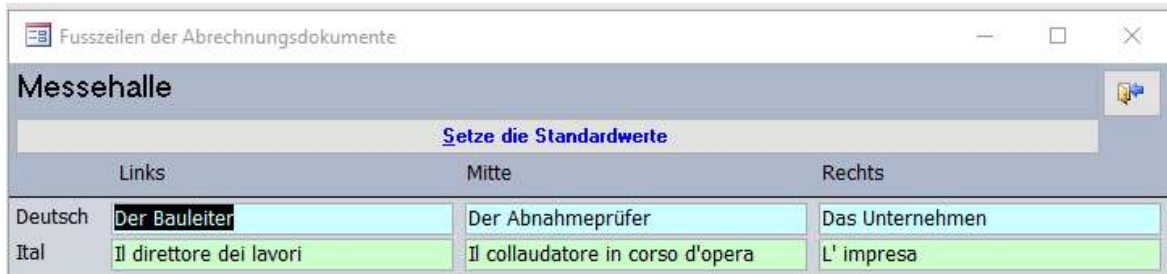 Fusszeilen der Abrechnungsdokumente
Messehalle
Setze die Standardwerte
Links Mitte Rechts
Deutsch Der Bauleiter Der Abnahmeprüfer Das Unternehmen
Ital Il direttore dei lavori Il collaudatore in corso d'opera L' impresa